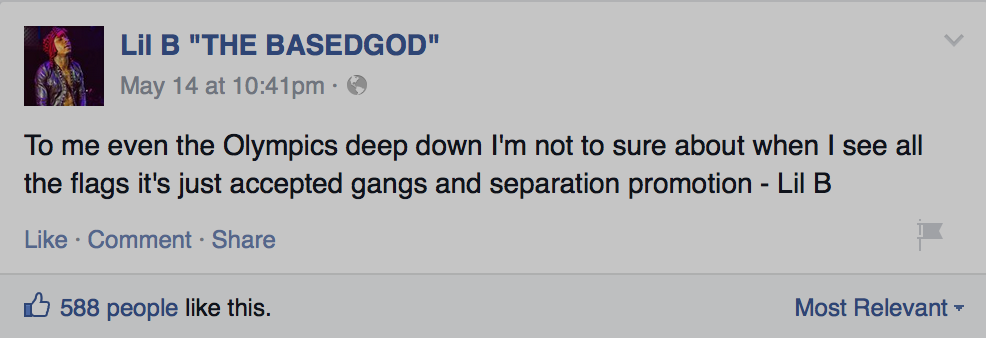 Lil B "THE BASEDGOD"
May 14 at 10:41pm ·
To me even the Olympics deep down I'm not to sure about when I see all
the flags it's just accepted gangs and separation promotion - Lil B
Like · Comment · Share
588 people like this.
Most Relevant